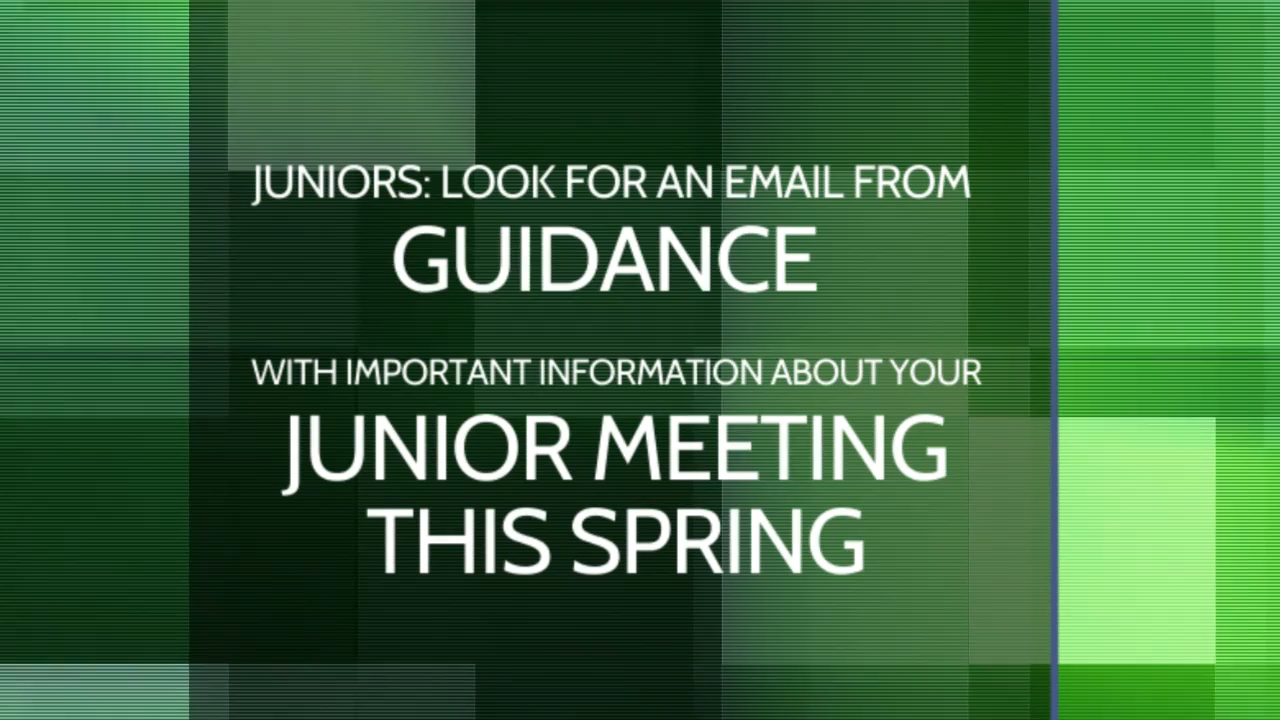 JUNIORS: LOOK FOR AN EMAIL FROM
GUIDANCE
WITH IMPORTANT INFORMATION ABOUT YOUR
JUNIOR MEETING
THIS SPRING